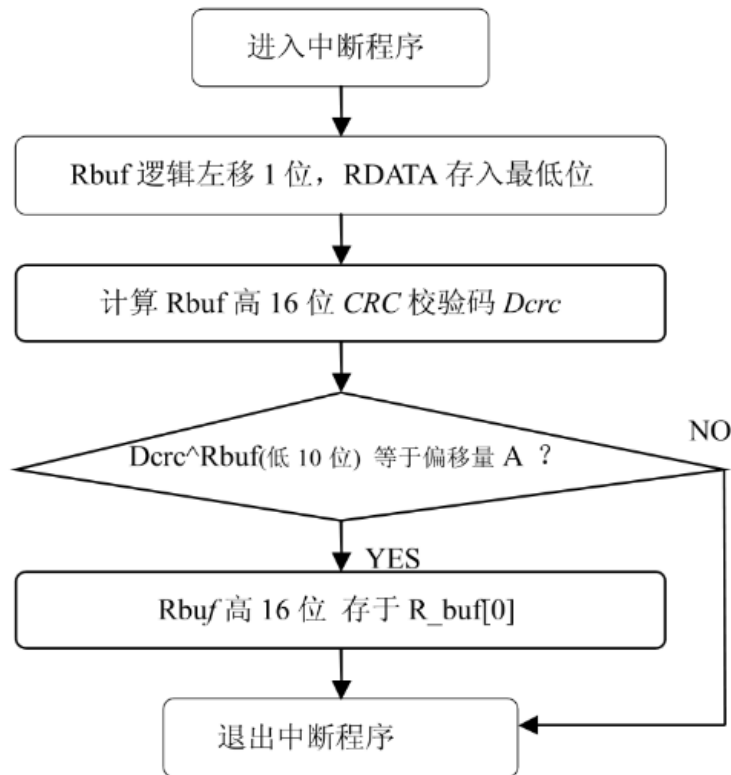 进入中断程序
Rbuf 逻辑左移 1 位，RDATA 存入最低位
计算 Rbuf 高 16 位 CRC 校验码 Dcrc
Dcrc^Rbuf(低 10 位) 等于偏移量 A ？
NO
YES
Rbuf 高 16 位 存于 R_buf[0]
退出中断程序